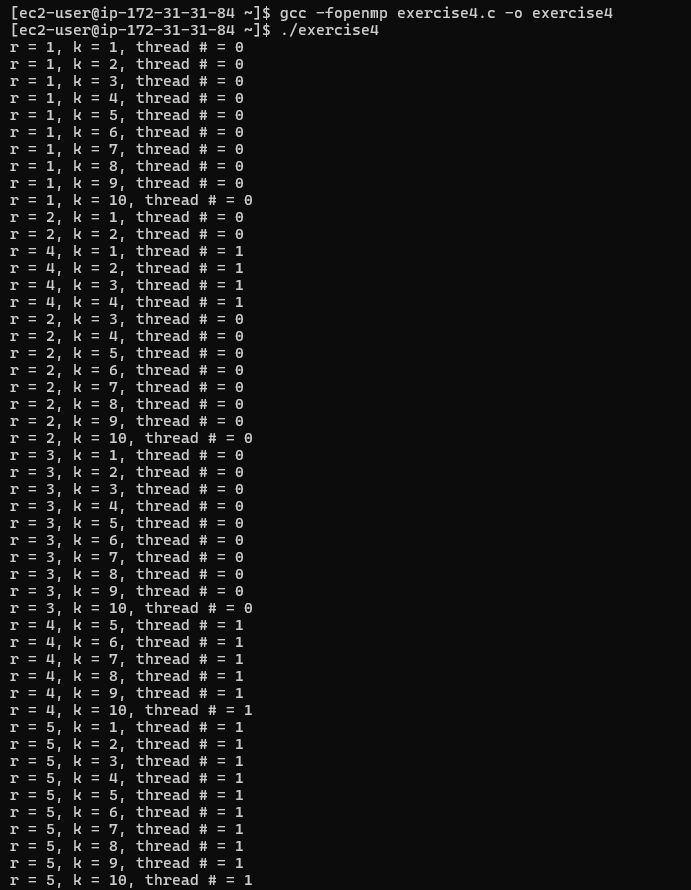 [ec2-user@ip-172-31-31-84 ~]$ gcc -fopenmp exercise4.c -o exercise4
[ec2-user@ip-172-31-31-84 ~]$ ./exercise4
r = 1, k = 1, thread # = 0
r = 1, k = 2, thread # = 0
r = 1, k = 3, thread # = 0
r = 1, k = 4, thread # = 0
r = 1, k = 5, thread # = 0
r = 1, k = 6, thread # = 0
r = 1, k = 7, thread # = 0
r = 1, k = 8, thread # = 0
r = 1, k = 9, thread # = 0
r = 1, k = 10, thread # = 0
r = 2, k = 1, thread # = 0
r = 2, k = 2, thread # = 0
r = 4, k = 1, thread # = 1
r = 4, k = 2, thread # = 1
r = 4, k = 3, thread # = 1
r = 4, k = 4, thread # = 1
r = 2, k = 3, thread # = 0
r = 2, k = 4, thread # = 0
r = 2, k = 5, thread # = 0
r = 2, k = 6, thread # = 0
r = 2, k = 7, thread # = 0
r = 2, k = 8, thread # = 0
r = 2, k = 9, thread # = 0
r = 2, k = 10, thread # = 0
r = 3, k = 1, thread # = 0
r = 3, k = 2, thread # = 0
r = 3, k = 3, thread # = 0
r = 3, k = 4, thread # = 0
r = 3, k = 5, thread # = 0
r = 3, k = 6, thread # = 0
r = 3, k = 7, thread # = 0
r = 3, k = 8, thread # = 0
r = 3, k = 9, thread # = 0
r = 3, k = 10, thread # = 0
r = 4, k = 5, thread # = 1
r = 4, k = 6, thread # = 1
r = 4, k = 7, thread # = 1
r = 4, k = 8, thread # = 1
r = 4, k = 9, thread # = 1
r = 4, k = 10, thread # = 1
r = 5, k = 1, thread # = 1
r = 5, k = 2, thread # = 1
r = 5, k = 3, thread # = 1
r = 5, k = 4, thread # = 1
r = 5, k = 5, thread # = 1
r = 5, k = 6, thread # = 1
r = 5, k = 7, thread # = 1
r = 5, k = 8, thread # = 1
r = 5, k = 9, thread # = 1
r = 5, k = 10, thread # = 1